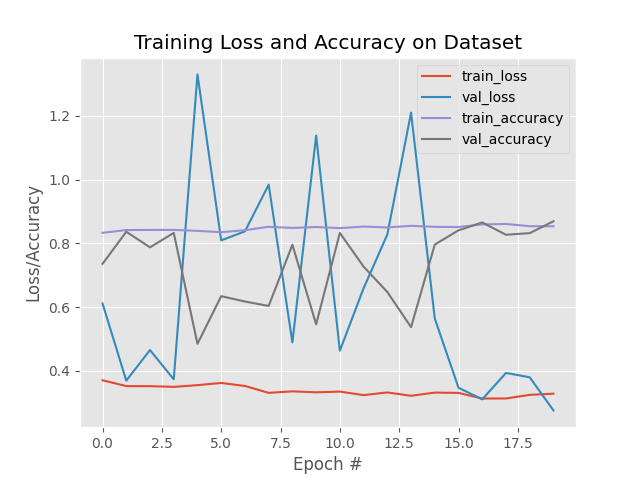 Training Loss and Accuracy on Dataset
train_loss
val_loss
train_accuracy
val_accuracy
Loss/Accuracy
1.2
1.0
0.8
0.6
0.4
0.0 2.5 5.0 7.5 10.0 12.5 15.0 17.5
Epoch #